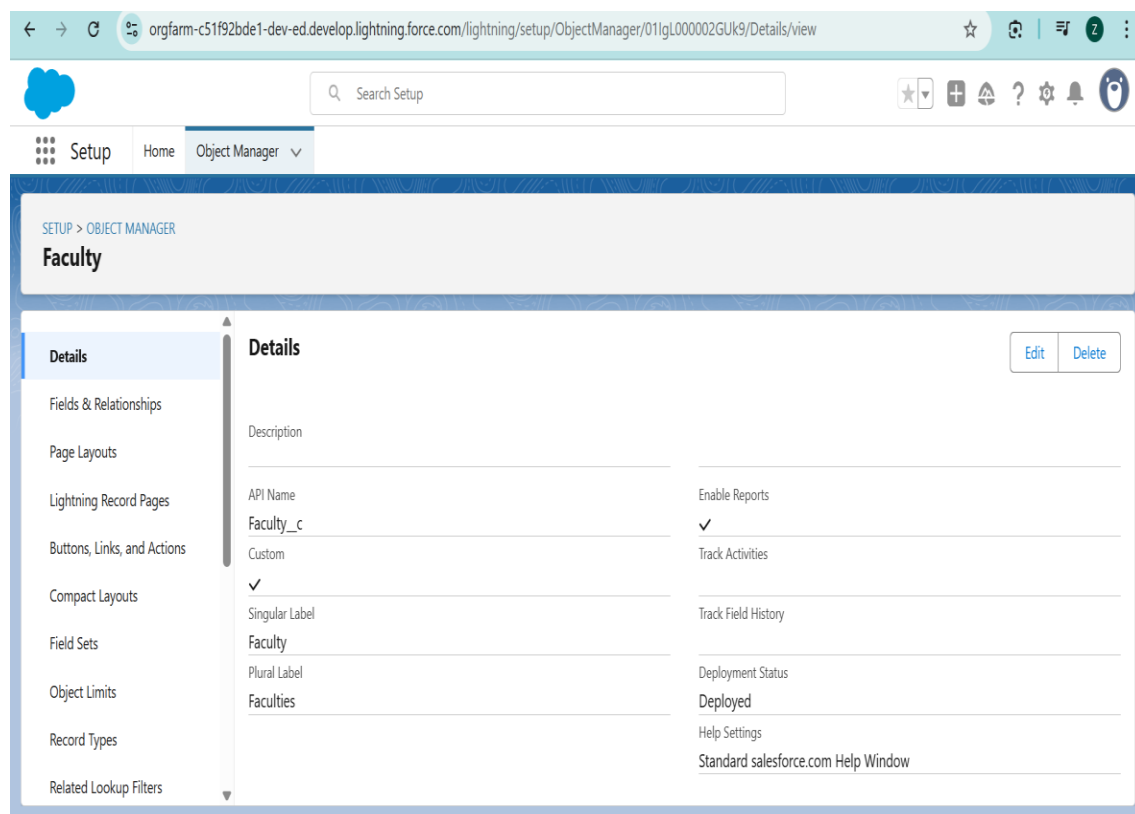 orgfarm-c51f92bde1-dev-ed.develop.lightning.force.com/lightning/setup/ObjectManager/01IgL000002GUk9/Details/view
Z
Search Setup
Setup
Home
Object Manager
SETUP > OBJECT MANAGER
Faculty
Details
Fields & Relationships
Page Layouts
Lightning Record Pages
Buttons, Links, and Actions
Compact Layouts
Field Sets
Object Limits
Record Types
Related Lookup Filters
Details
Edit
Delete
Description
API Name
Faculty__c
Custom
Singular Label
Faculty
Plural Label
Faculties
Enable Reports
Track Activities
Track Field History
Deployment Status
Deployed
Help Settings
Standard salesforce.com Help Window